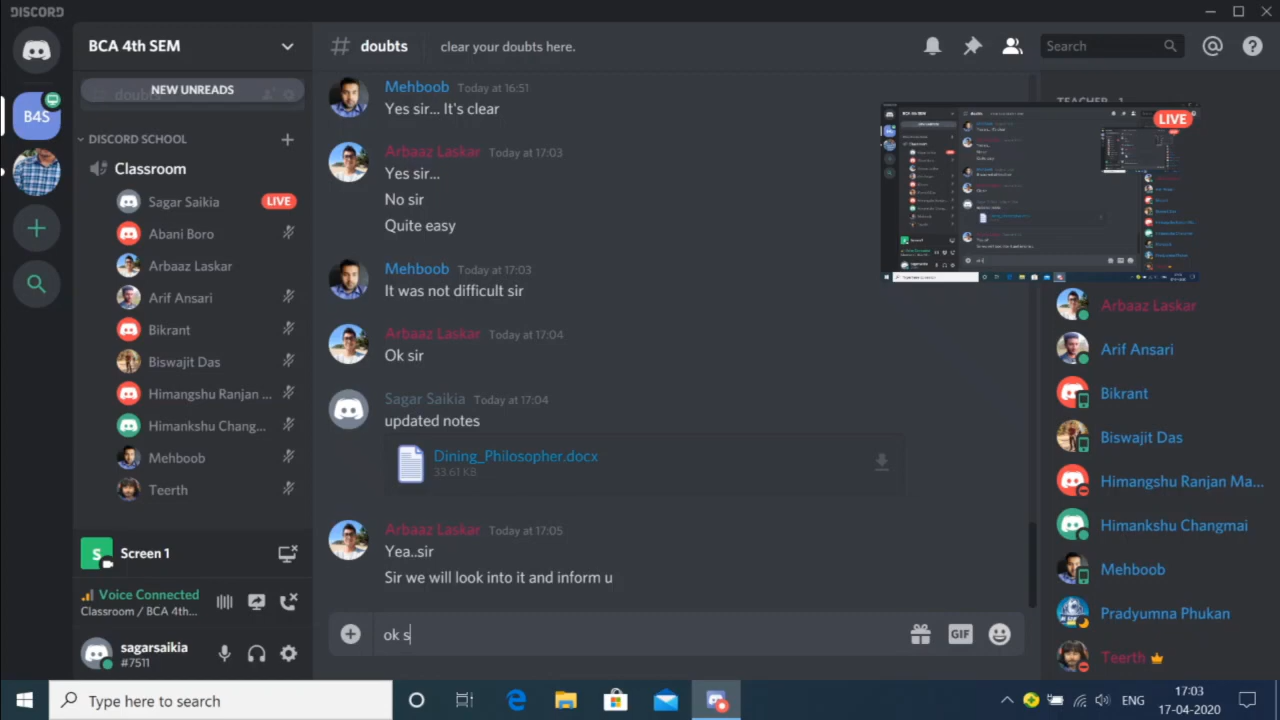 DISCORD
BCA 4th SEM
NEW UNREADS
doubts
DISCORD SCHOOL
Classroom
Sagar Saikia LIVE
Abani Boro
Arbaaz Laskar
Arif Ansari
Bikrant
Biswajit Das
Himangshu Ranjan ...
Himankshu Chang...
Mehboob
Teerth
S Screen 1
Voice Connected
Classroom / BCA 4th...
sagarsaikia
#7511
B4S
# doubts clear your doubts here.
Search
Mehboob Today at 16:51
Yes sir... It's clear
Arbaaz Laskar Today at 17:03
Yes sir...
No sir
Quite easy
Mehboob Today at 17:03
It was not difficult sir
Arbaaz Laskar Today at 17:04
Ok sir
Sagar Saikia Today at 17:04
updated notes
Dining_Philosopher.docx
33.61 KB
Arbaaz Laskar Today at 17:05
Yea..sir
Sir we will look into it and inform u
ok s
GIF
LIVE
Arbaaz Laskar
Arif Ansari
Bikrant
Biswajit Das
Himangshu Ranjan Ma...
Himankshu Changmai
Mehboob
Pradyumna Phukan
Teerth
Type here to search
ENG
17:03
17-04-2020